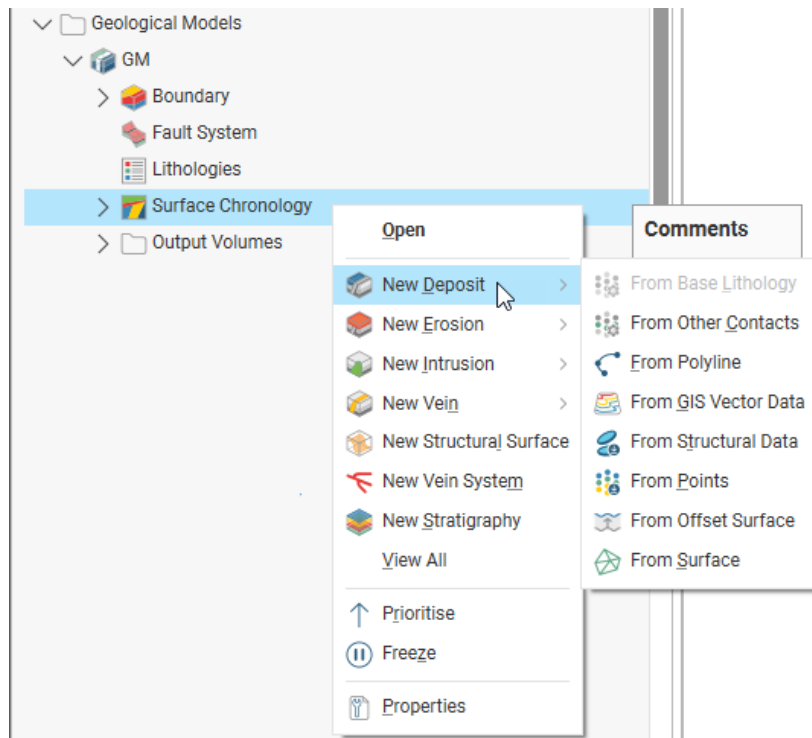 Geological Models
GM
Boundary
Fault System
Lithologies
Surface Chronology
Output Volumes
Open
New Deposit
New Erosion
New Intrusion
New Vein
New Structural Surface
New Vein System
New Stratigraphy
View All
Prioritise
Freeze
Properties
Comments
From Base Lithology
From Other Contacts
From Polyline
From GIS Vector Data
From Structural Data
From Points
From Offset Surface
From Surface